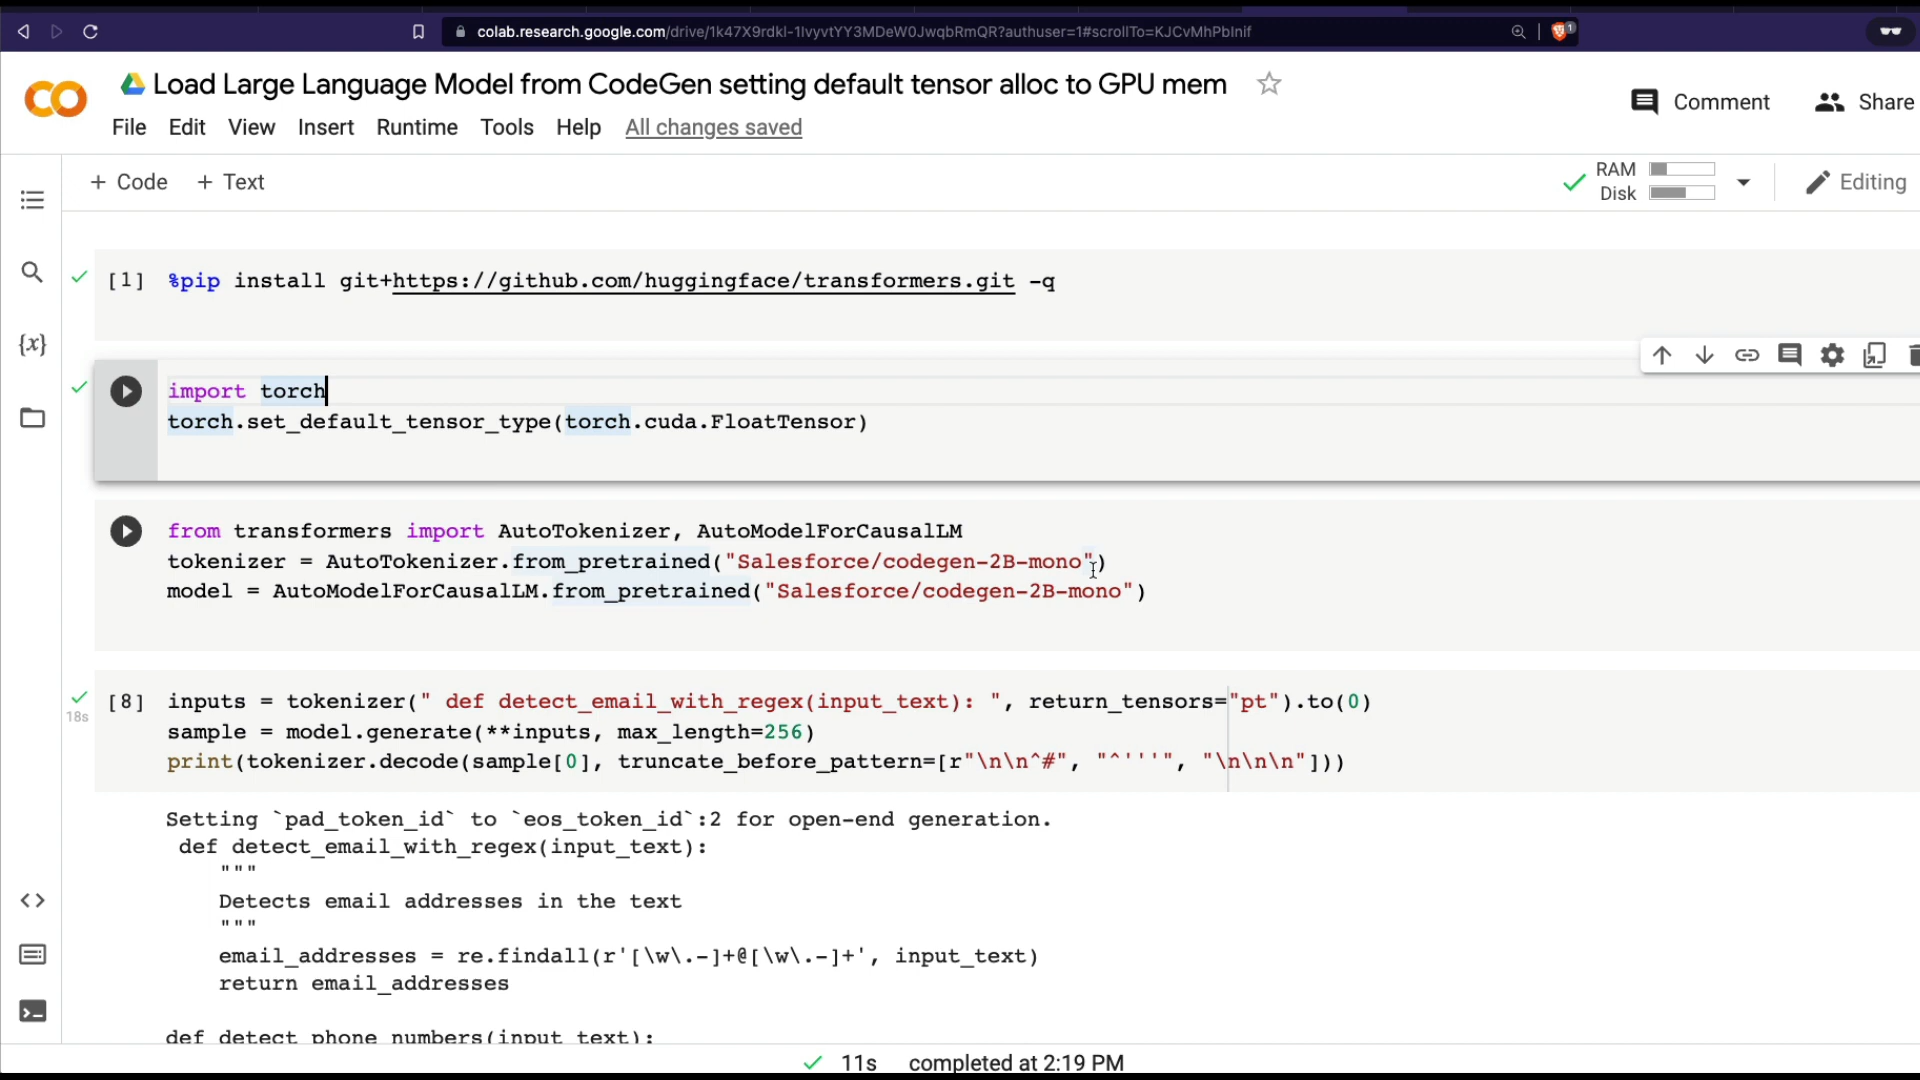 colab.research.google.com/drive/1k47X9rdkl-1lvyvtYY3MDeW0JwqbRmQR?authuser=1#scrollTo=KJCvMhPbInif
1
Load Large Language Model from CodeGen setting default tensor alloc to GPU mem
Comment
Share
File Edit View Insert Runtime Tools Help All changes saved
+ Code + Text
RAM
Disk
Editing
[1] %pip install git+https://github.com/huggingface/transformers.git -q
{x}
import torch
torch.set_default_tensor_type(torch.cuda.FloatTensor)
from transformers import AutoTokenizer, AutoModelForCausalLM
tokenizer = AutoTokenizer.from_pretrained("Salesforce/codegen-2B-mono")
model = AutoModelForCausalLM.from_pretrained("Salesforce/codegen-2B-mono")
18s
[8] inputs = tokenizer(" def detect_email_with_regex(input_text): ", return_tensors="pt").to(0)
sample = model.generate(**inputs, max_length=256)
print(tokenizer.decode(sample[0], truncate_before_pattern=[r"\n\n^#", "^'''", "\n\n\n"]))
Setting `pad_token_id` to `eos_token_id`:2 for open-end generation.
def detect_email_with_regex(input_text):
"""
Detects email addresses in the text
"""
email_addresses = re.findall(r'[\w\.-]+@[\w\.-]+', input_text)
return email_addresses
def detect_phone_numbers(input_text):
11s completed at 2:19 PM